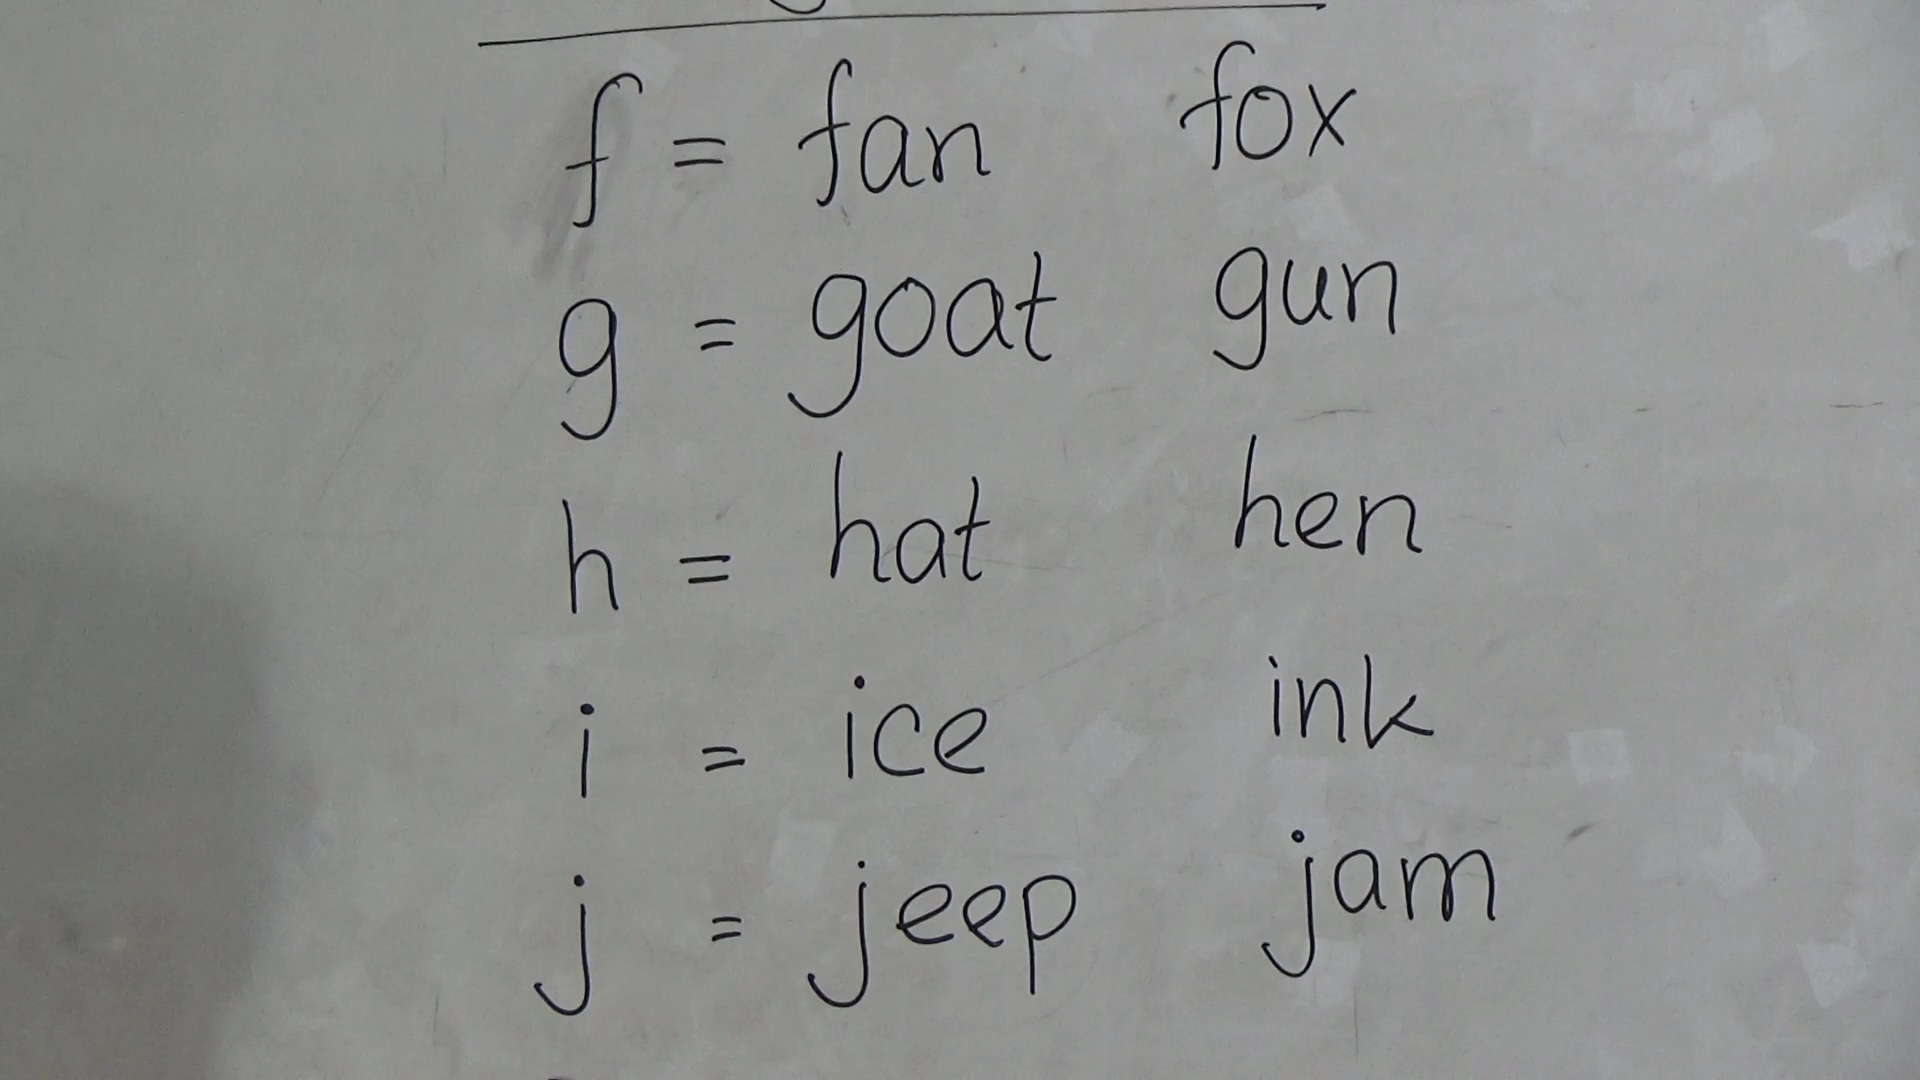 f = fan fox
g = goat gun
h = hat hen
i = ice ink
j = jeep jam